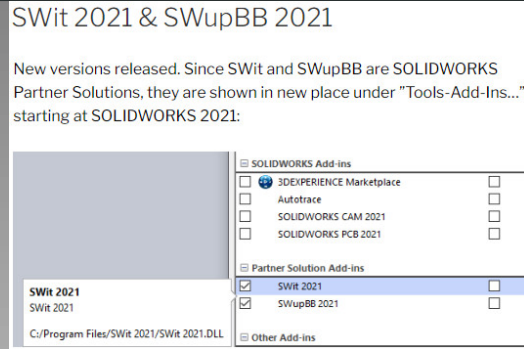 SWit 2021 & SWupBB 2021
New versions released. Since SWit and SWupBB are SOLIDWORKS
Partner Solutions, they are shown in new place under "Tools-Add-Ins..."
starting at SOLIDWORKS 2021:
SOLIDWORKS Add-ins
3DEXPERIENCE Marketplace
Autotrace
SOLIDWORKS CAM 2021
SOLIDWORKS PCB 2021
Partner Solution Add-ins
SWit 2021
SWupBB 2021
Other Add-ins
SWit 2021
SWit 2021
C:/Program Files/SWit 2021/SWit 2021.DLL